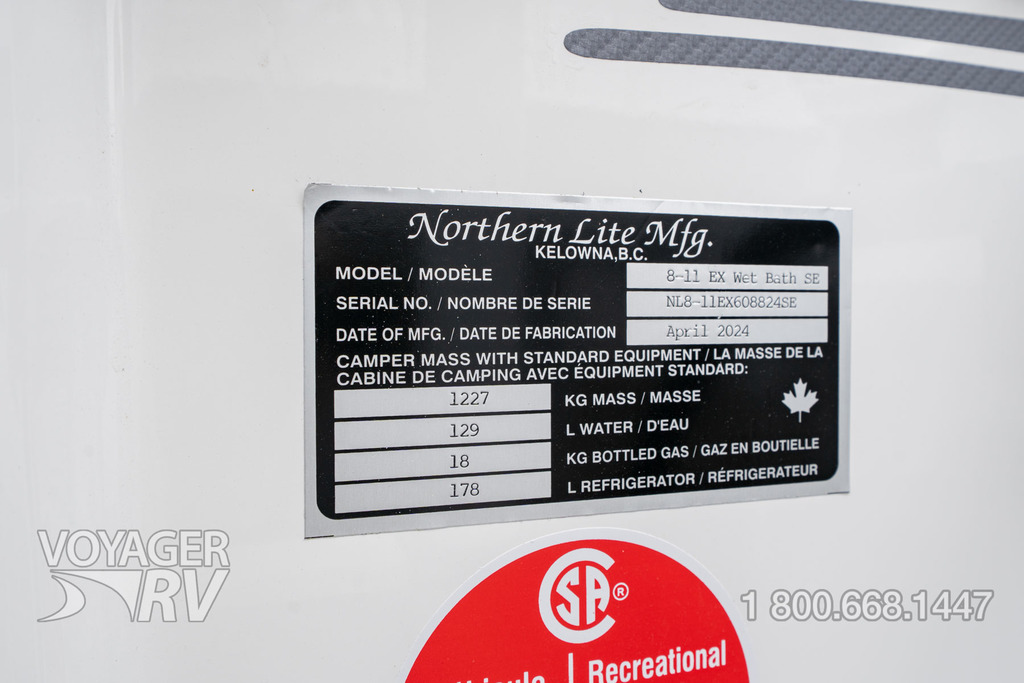 Northern Lite Mfg.
KELOWNA, B.C.
MODEL / MODÈLE 8-11 EX Wet Bath SE
SERIAL NO. / NOMBRE DE SERIE NL8-11EX608824SE
DATE OF MFG. / DATE DE FABRICATION April 2024
CAMPER MASS WITH STANDARD EQUIPMENT / LA MASSE DE LA
CABINE DE CAMPING AVEC ÉQUIPMENT STANDARD:
1227 KG MASS / MASSE
129 L WATER / D'EAU
18 KG BOTTLED GAS / GAZ EN BOUTIELLE
178 L REFRIGERATOR / RÉFRIGERATEUR
VOYAGER
RV
CSA ®
1 800.668.1447
Recreational